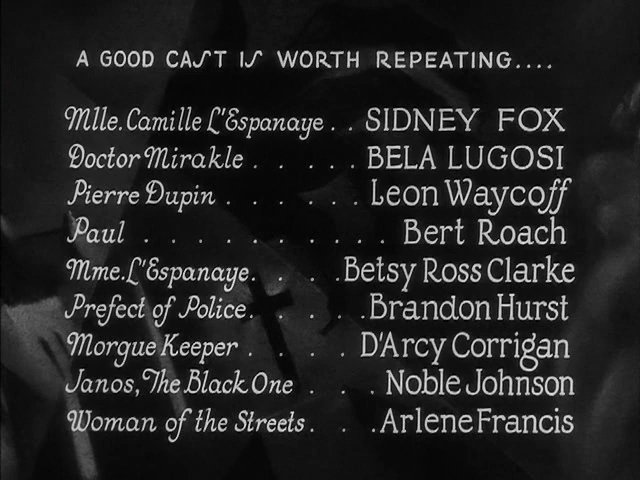 A GOOD CAST IS WORTH REPEATING....
Mlle. Camille L'Espanaye . . SIDNEY FOX
Doctor Mirakle . . . . . BELA LUGOSI
Pierre Dupin . . . . . . Leon Waycoff
Paul . . . . . . . . . . Bert Roach
Mme. L'Espanaye. . . .Betsy Ross Clarke
Prefect of Police. . . . .Brandon Hurst
Morgue Keeper . . . . D'Arcy Corrigan
Janos, The Black One . . . Noble Johnson
Woman of the Streets. . .Arlene Francis